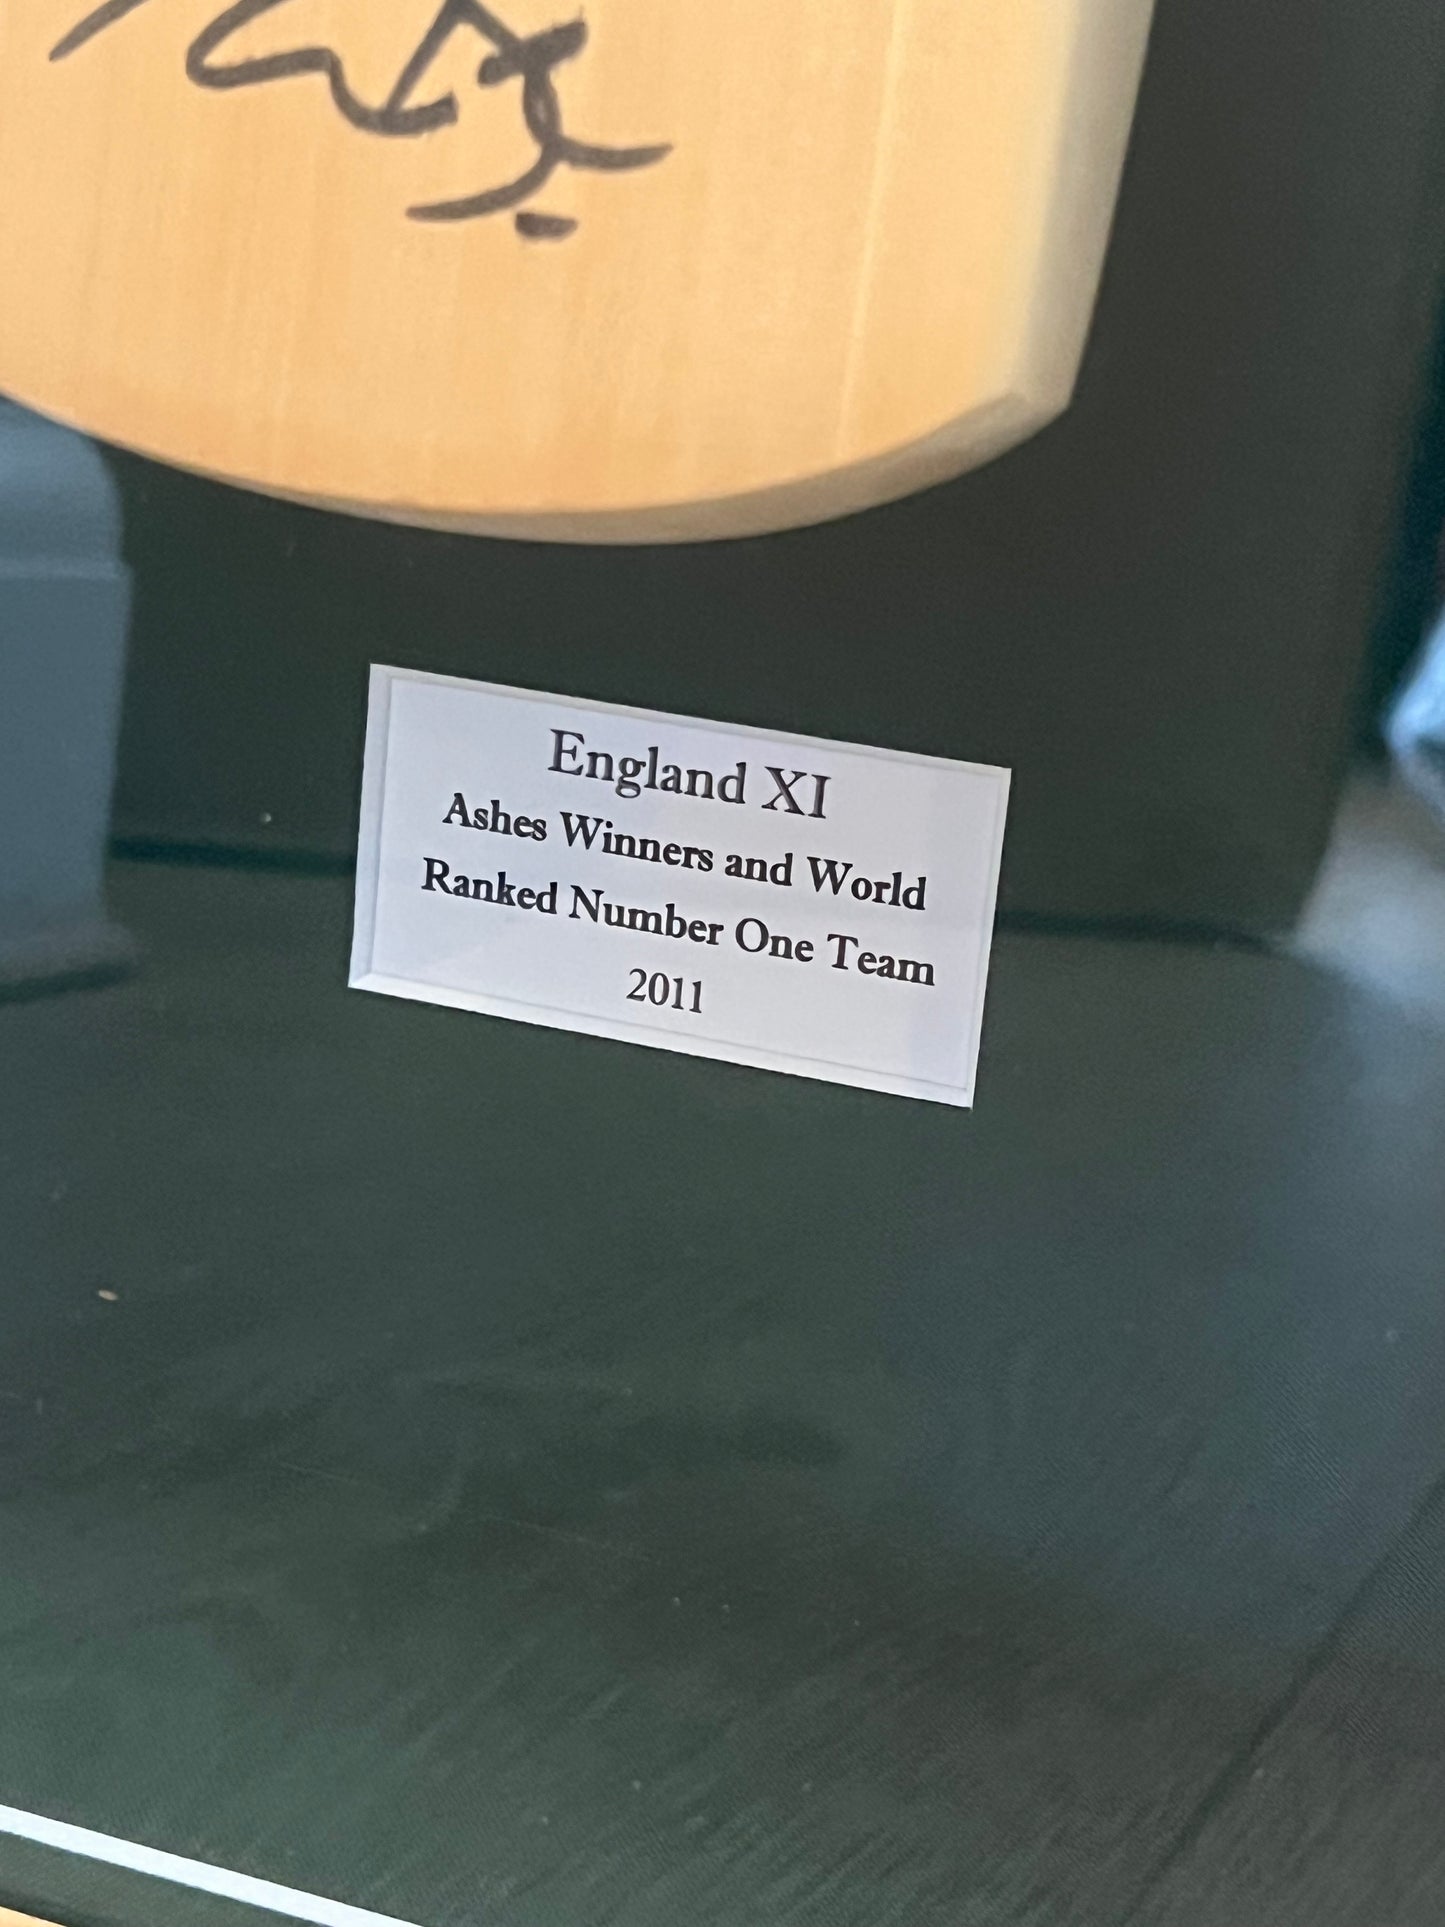 England XI
Ashes Winners and World
Ranked Number One Team
2011